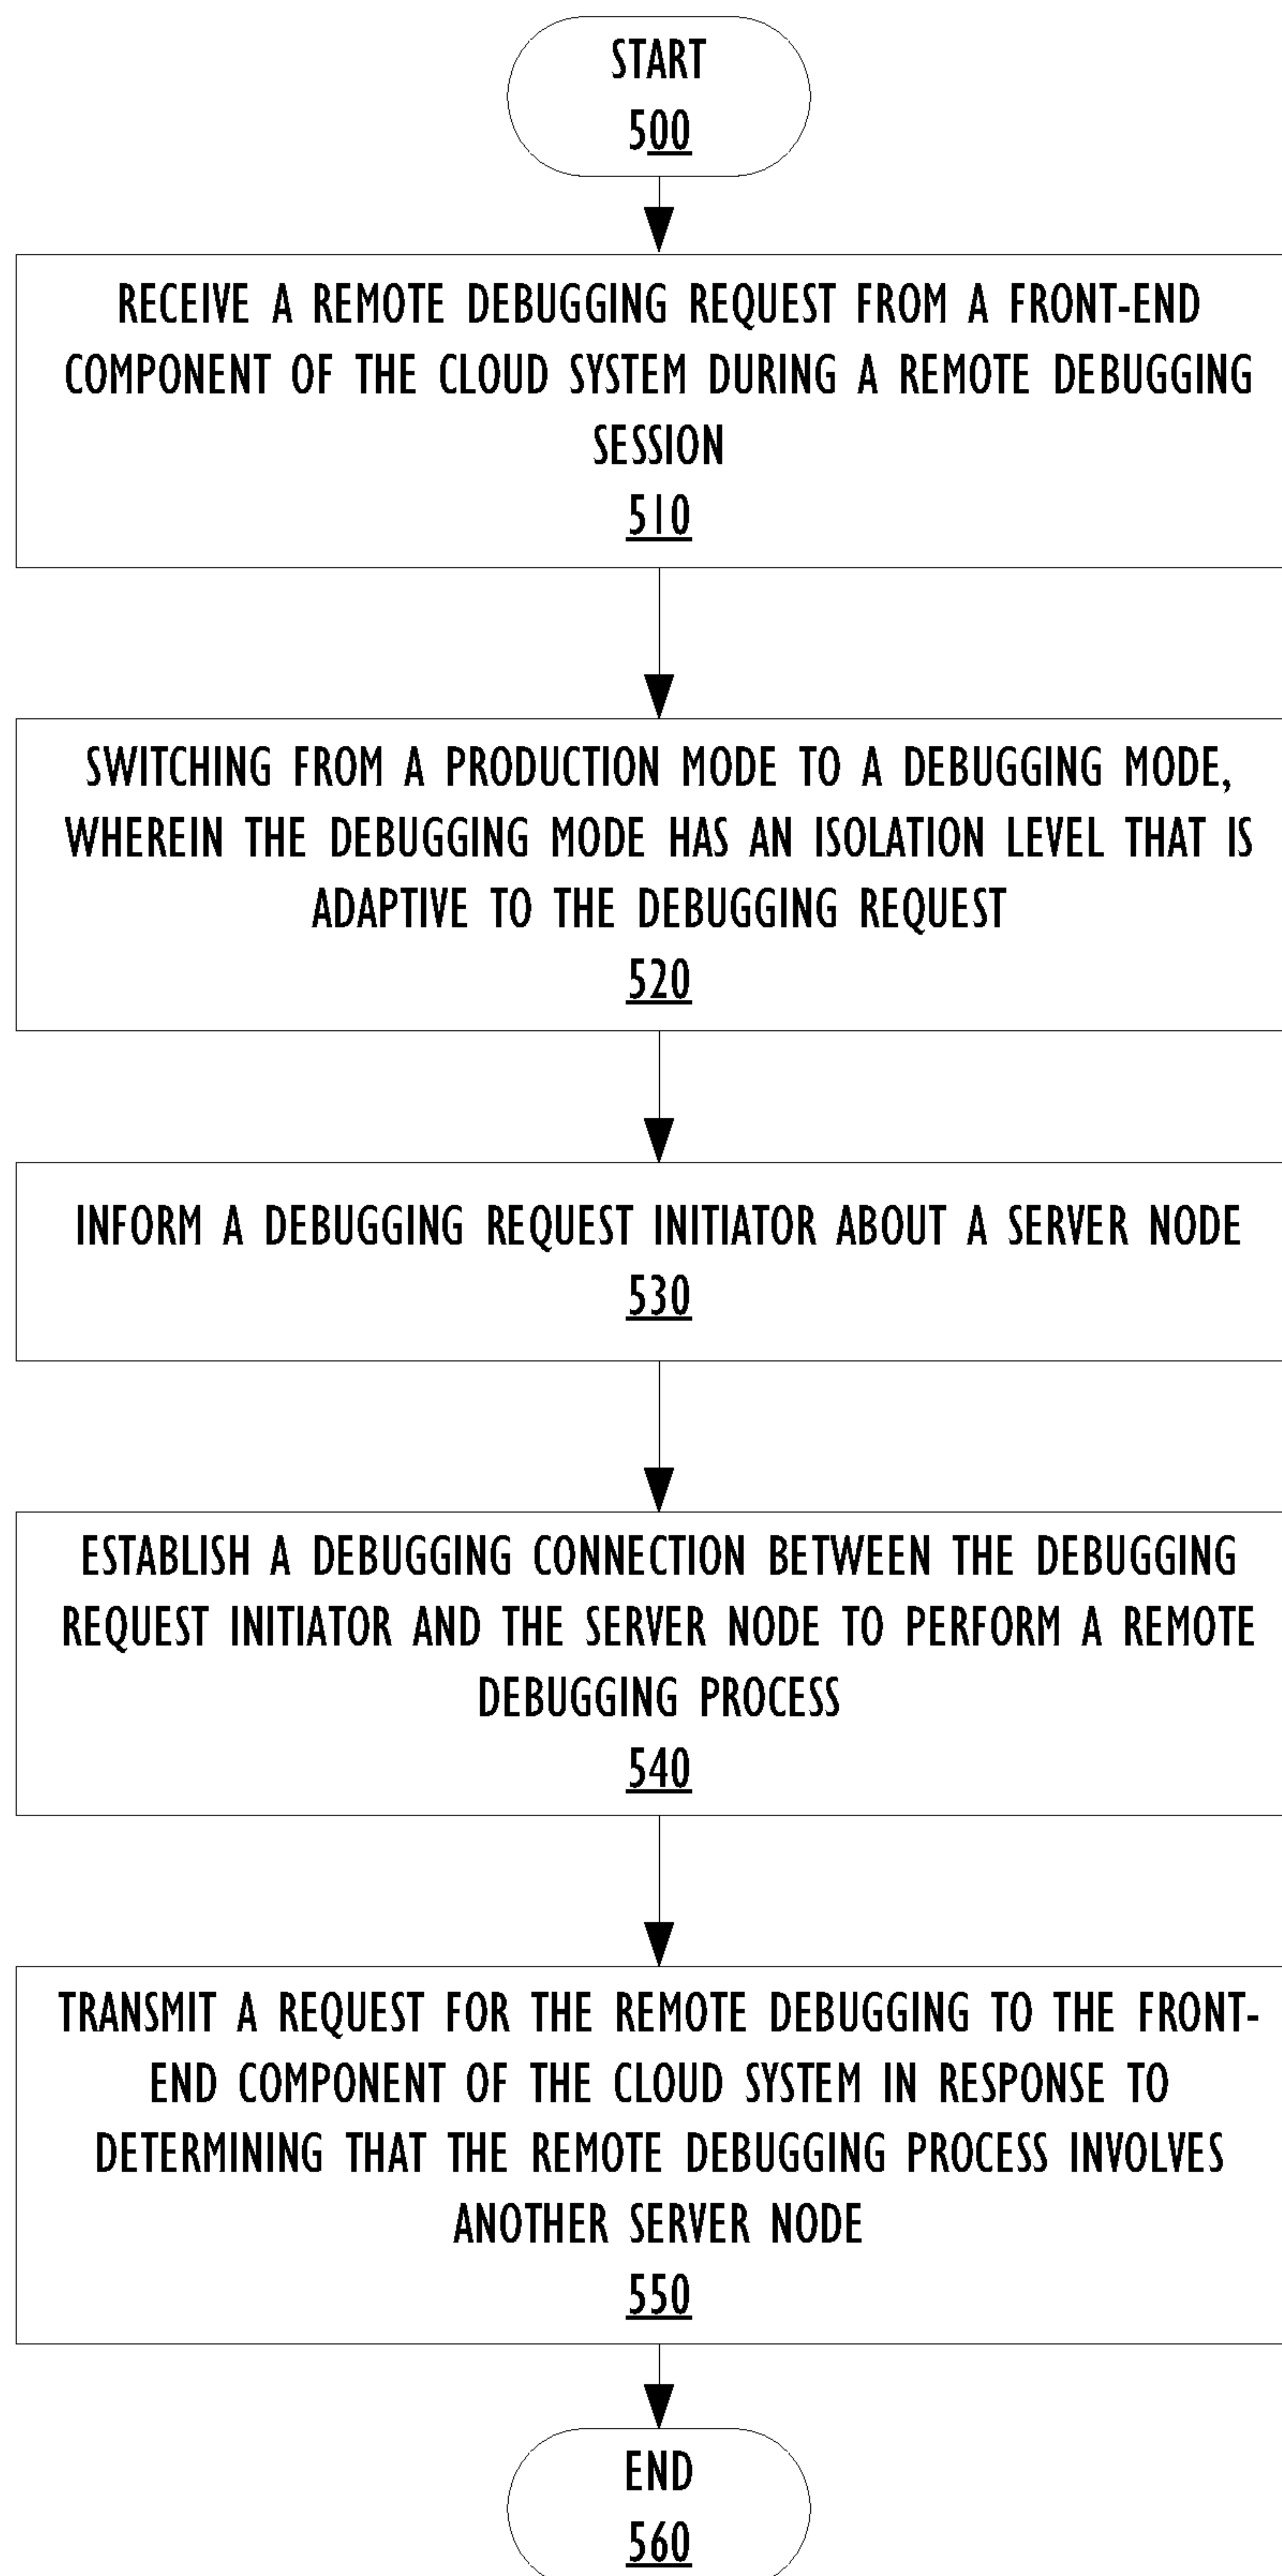 START
500
RECEIVE A REMOTE DEBUGGING REQUEST FROM A FRONT-END
COMPONENT OF THE CLOUD SYSTEM DURING A REMOTE DEBUGGING
SESSION
510
SWITCHING FROM A PRODUCTION MODE TO A DEBUGGING MODE,
WHEREIN THE DEBUGGING MODE HAS AN ISOLATION LEVEL THAT IS
ADAPTIVE TO THE DEBUGGING REQUEST
520
INFORM A DEBUGGING REQUEST INITIATOR ABOUT A SERVER NODE
530
ESTABLISH A DEBUGGING CONNECTION BETWEEN THE DEBUGGING
REQUEST INITIATOR AND THE SERVER NODE TO PERFORM A REMOTE
DEBUGGING PROCESS
540
TRANSMIT A REQUEST FOR THE REMOTE DEBUGGING TO THE FRONT-
END COMPONENT OF THE CLOUD SYSTEM IN RESPONSE TO
DETERMINING THAT THE REMOTE DEBUGGING PROCESS INVOLVES
ANOTHER SERVER NODE
550
END
560